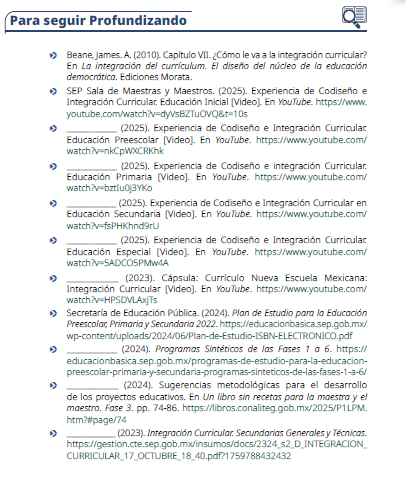 Para seguir Profundizando
Beane, James. A. (2010). Capítulo VII. ¿Cómo le va a la integración curricular?
En La integración del currículum. El diseño del núcleo de la educación
democrática. Ediciones Morata.
SEP Sala de Maestras y Maestros. (2025). Experiencia de Codiseño e
Integración Curricular. Educación Inicial [Video]. En YouTube. https://www.
youtube.com/watch?v=dyVsBZTuOVQ&t=10s
____________ (2025). Experiencia de Codiseño e Integración Curricular.
Educación Preescolar [Video]. En YouTube. https://www.youtube.com/
watch?v=nkCpWXCRKhk
____________ (2025). Experiencia de Codiseño e integración Curricular.
Educación Primaria [Video]. En YouTube. https://www.youtube.com/
watch?v=bztIu0j3YKo
____________ (2025). Experiencia de Codiseño e Integración Curricular en
Educación Secundaria [Video]. En YouTube. https://www.youtube.com/
watch?v=fsPHKhnd9rU
____________ (2025). Experiencia de Codiseño e Integración Curricular.
Educación Especial [Video]. En YouTube. https://www.youtube.com/
watch?v=5ADCO5PMw4A
____________ (2023). Cápsula: Currículo Nueva Escuela Mexicana:
Integración Curricular [Video]. En YouTube. https://www.youtube.com/
watch?v=HPSDVLAxjTs
Secretaría de Educación Pública. (2024). Plan de Estudio para la Educación
Preescolar, Primaria y Secundaria 2022. https://educacionbasica.sep.gob.mx/
wp-content/uploads/2024/06/Plan-de-Estudio-ISBN-ELECTRONICO.pdf
____________ (2024). Programas Sintéticos de las Fases 1 a 6. https://
educacionbasica.sep.gob.mx/programas-de-estudio-para-la-educacion-
preescolar-primaria-y-secundaria-programas-sinteticos-de-las-fases-1-a-6/
____________ (2024). Sugerencias metodológicas para el desarrollo
de los proyectos educativos. En Un libro sin recetas para la maestra y el
maestro. Fase 3. pp. 74-86. https://libros.conaliteg.gob.mx/2025/P1LPM.
htm?#page/74
____________ (2023). Integración Curricular. Secundarias Generales y Técnicas.
https://gestion.cte.sep.gob.mx/insumos/docs/2324_s2_D_INTEGRACION_
CURRICULAR_17_OCTUBRE_18_40.pdf?1759788432432